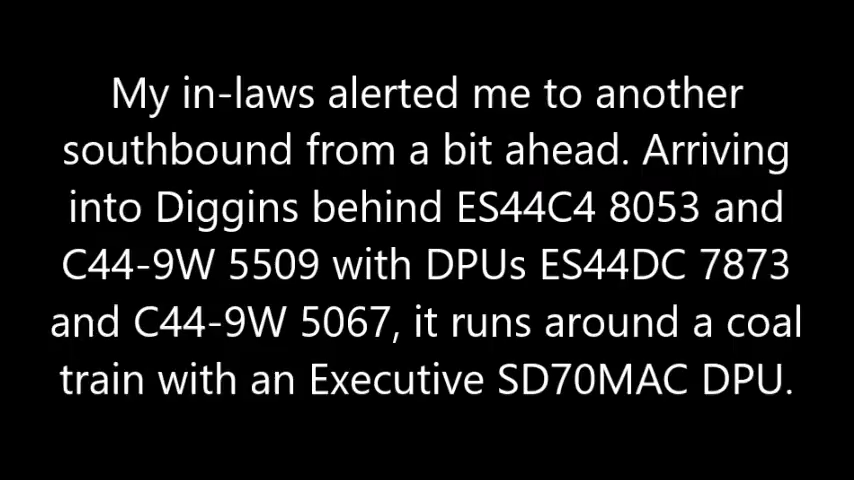 My in-laws alerted me to another
southbound from a bit ahead. Arriving
into Diggins behind ES44C4 8053 and
C44-9W 5509 with DPUs ES44DC 7873
and C44-9W 5067, it runs around a coal
train with an Executive SD70MAC DPU.